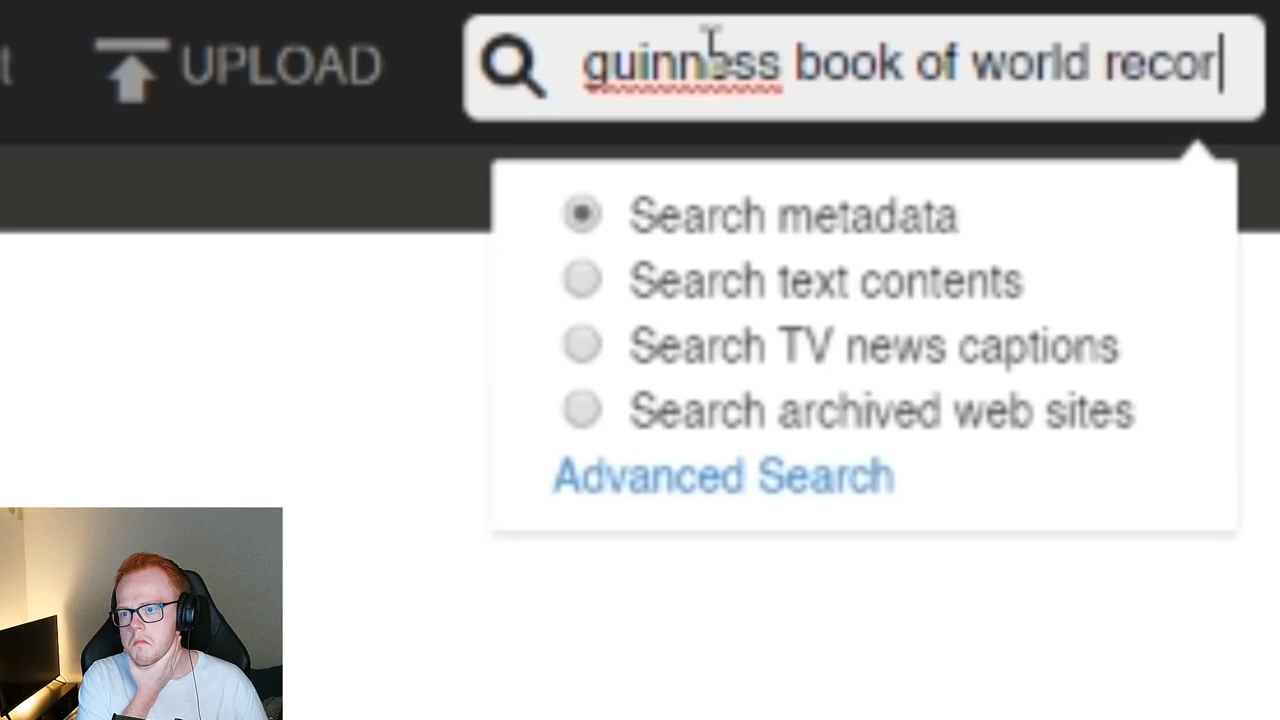 UPLOAD
guinness book of world recor
Search metadata
Search text contents
Search TV news captions
Search archived web sites
Advanced Search